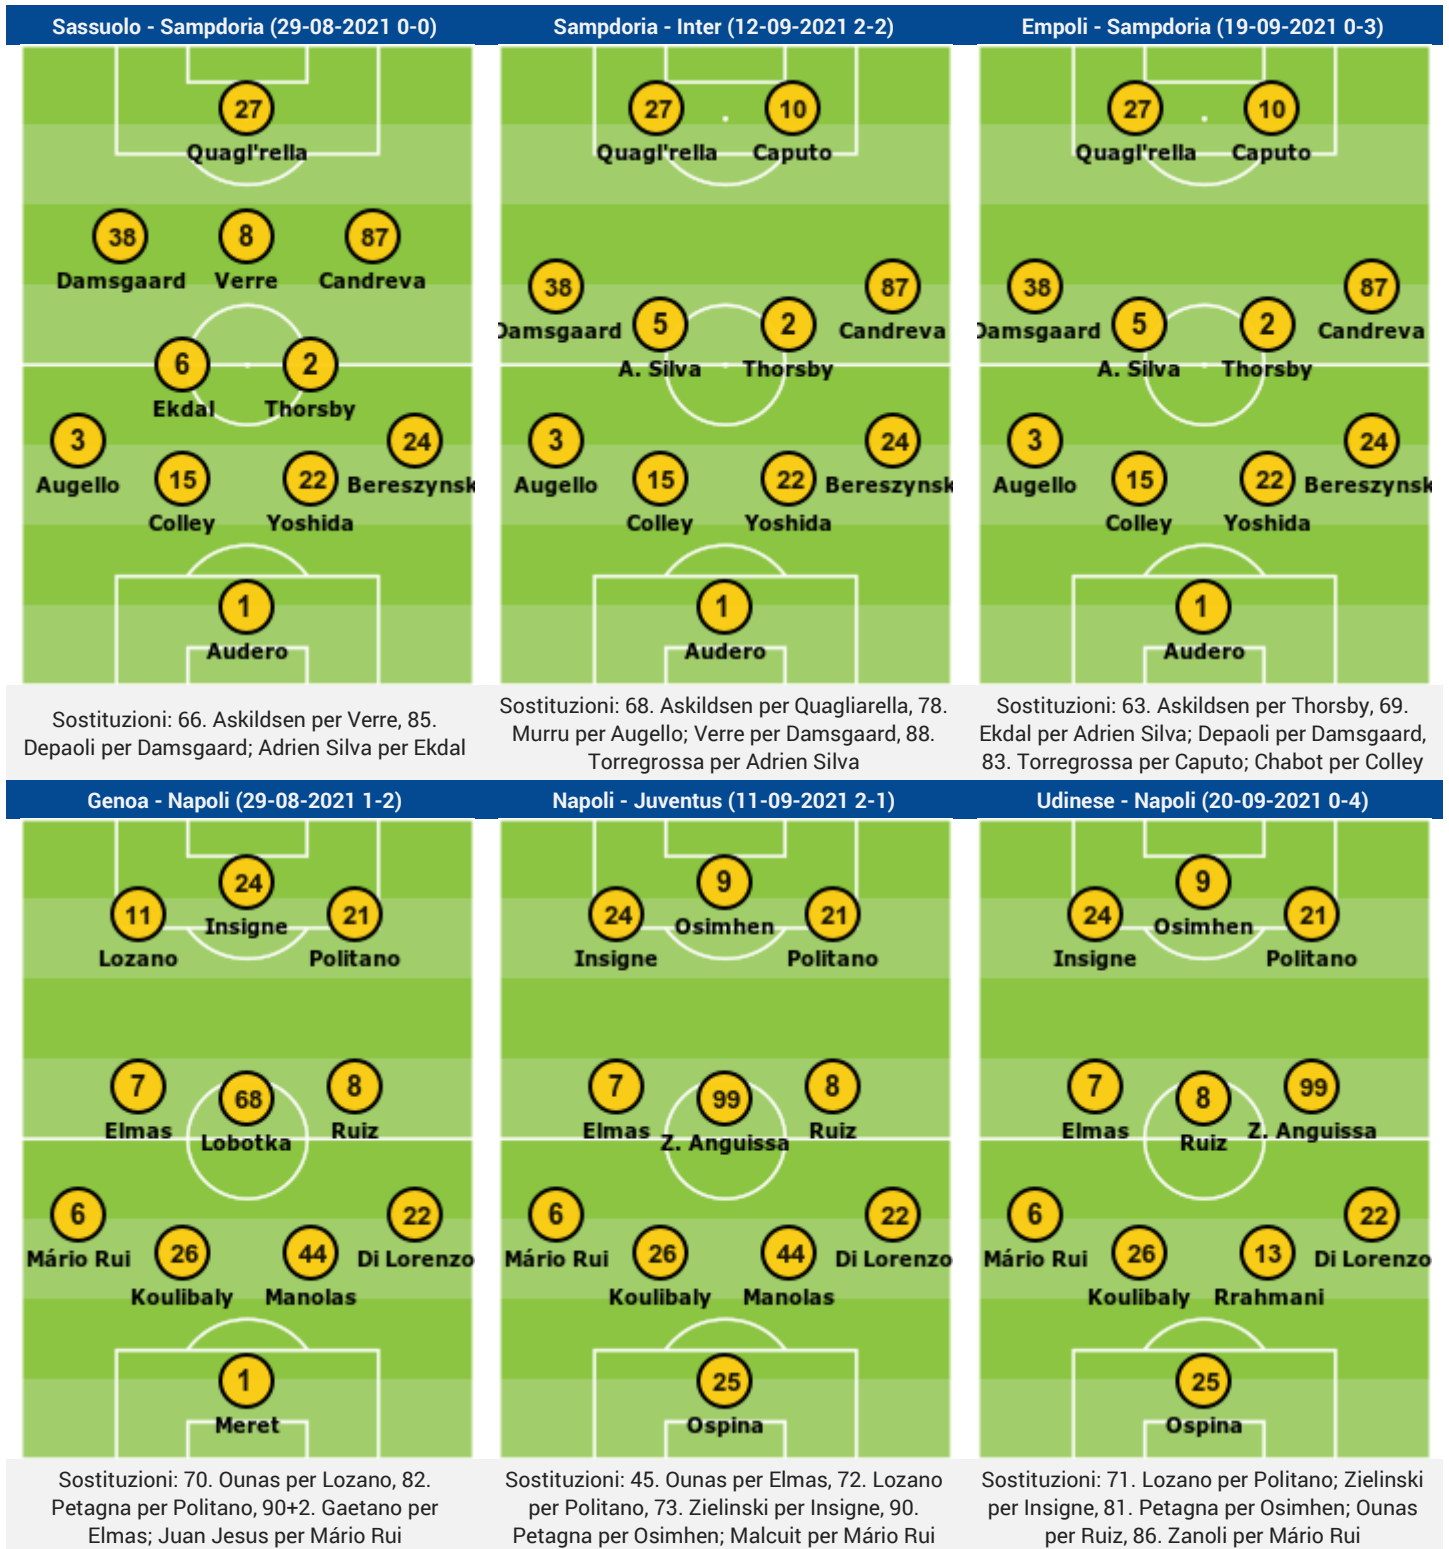 Sassuolo - Sampdoria (29-08-2021 0-0)
27
Quagl'rella
38 8 87
Damsgaard Verre Candreva
6 2
Ekdal Thorsby
3 24
Augello Bereszynsk
15 22
Colley Yoshida
1
Audero
Sostituzioni: 66. Askildsen per Verre, 85.
Depaoli per Damsgaard; Adrien Silva per Ekdal
Sampdoria - Inter (12-09-2021 2-2)
27 10
Quagl'rella Caputo
38 87
Damsgaard Candreva
5 2
A. Silva Thorsby
3 24
Augello Bereszynsk
15 22
Colley Yoshida
1
Audero
Sostituzioni: 68. Askildsen per Quagliarella, 78.
Murru per Augello; Verre per Damsgaard, 88.
Torregrossa per Adrien Silva
Empoli - Sampdoria (19-09-2021 0-3)
27 10
Quagl'rella Caputo
38 87
Damsgaard Candreva
5 2
A. Silva Thorsby
3 24
Augello Bereszynsk
15 22
Colley Yoshida
1
Audero
Sostituzioni: 63. Askildsen per Thorsby, 69.
Ekdal per Adrien Silva; Depaoli per Damsgaard,
83. Torregrossa per Caputo; Chabot per Colley
Genoa - Napoli (29-08-2021 1-2)
24
Insigne
11 21
Lozano Politano
7 8
Elmas Ruiz
68
Lobotka
6 22
Mário Rui Di Lorenzo
26 44
Koulibaly Manolas
1
Meret
Sostituzioni: 70. Ounas per Lozano, 82.
Petagna per Politano, 90+2. Gaetano per
Elmas; Juan Jesus per Mário Rui
Napoli - Juventus (11-09-2021 2-1)
9
Osimhen
24 21
Insigne Politano
7 8
Elmas Ruiz
99
Z. Anguissa
6 22
Mário Rui Di Lorenzo
26 44
Koulibaly Manolas
25
Ospina
Sostituzioni: 45. Ounas per Elmas, 72. Lozano
per Politano, 73. Zielinski per Insigne, 90.
Petagna per Osimhen; Malcuit per Mário Rui
Udinese - Napoli (20-09-2021 0-4)
9
Osimhen
24 21
Insigne Politano
7 99
Elmas Z. Anguissa
8
Ruiz
6 22
Mário Rui Di Lorenzo
26 13
Koulibaly Rrahmani
25
Ospina
Sostituzioni: 71. Lozano per Politano; Zielinski
per Insigne, 81. Petagna per Osimhen; Ounas
per Ruiz, 86. Zanoli per Mário Rui